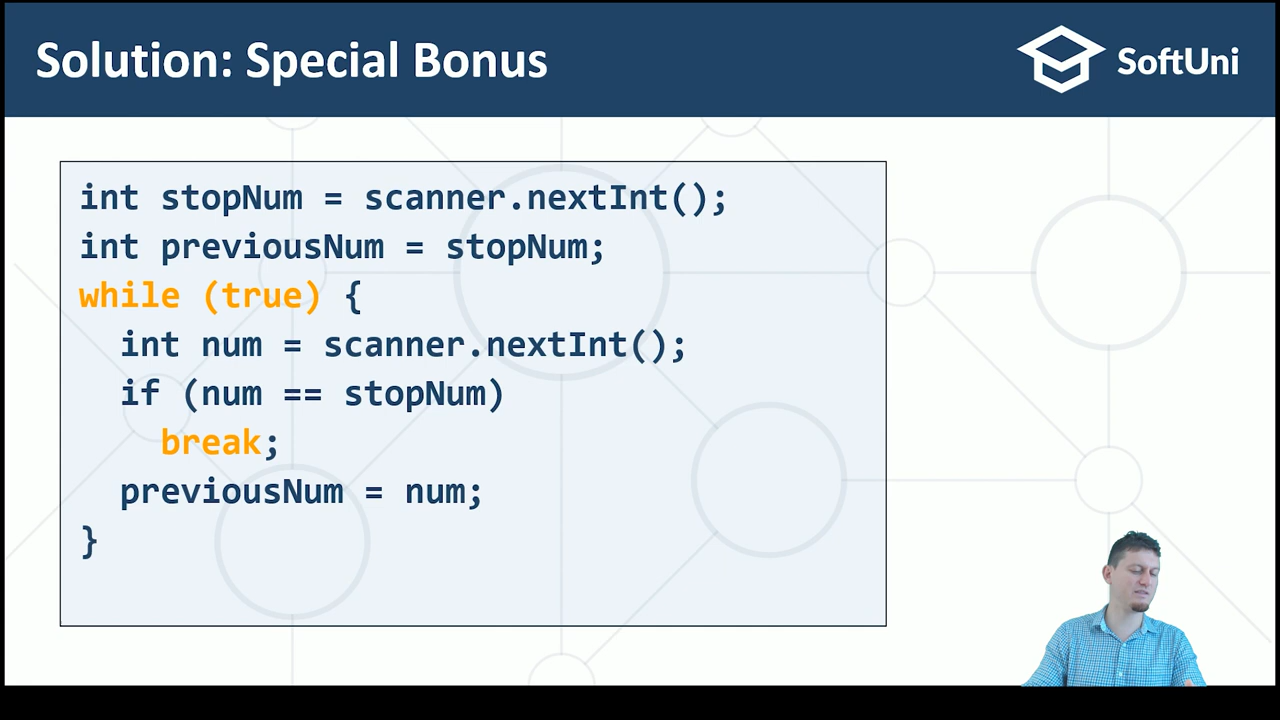 Solution: Special Bonus
SoftUni
int stopNum = scanner.nextInt();
int previousNum = stopNum;
while (true) {
  int num = scanner.nextInt();
  if (num == stopNum)
    break;
  previousNum = num;
}